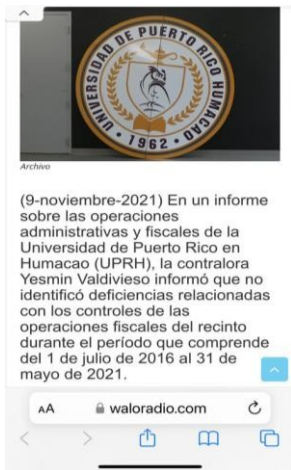 UNIVERSIDAD DE PUERTO RICO HUMACAO
• 1962 •
Archivo
(9-noviembre-2021) En un informe
sobre las operaciones
administrativas y fiscales de la
Universidad de Puerto Rico en
Humacao (UPRH), la contralora
Yesmin Valdivieso informó que no
identificó deficiencias relacionadas
con los controles de las
operaciones fiscales del recinto
durante el período que comprende
del 1 de julio de 2016 al 31 de
mayo de 2021.
AA
waloradio.com